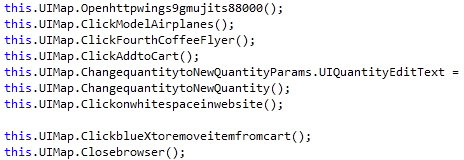 this.UIMap.Openhttpwings9gmujits88000();
this.UIMap.ClickModelAirplanes();
this.UIMap.ClickFourthCoffeeFlyer();
this.UIMap.ClickAddtoCart();
this.UIMap.ChangequantitytoNewQuantityParams.UIQuantityEditText =
this.UIMap.ChangequantitytoNewQuantity();
this.UIMap.Clickonwhitespaceinwebsite();
this.UIMap.ClickblueXtoremoveitemfromcart();
this.UIMap.Closebrowser();